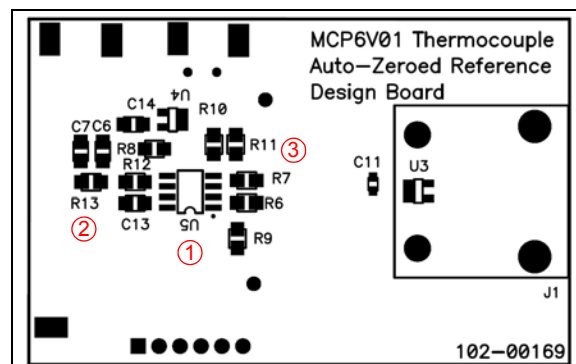 MCP6V01 Thermocouple
Auto-Zeroed Reference
Design Board
U4
C14
R10
C7 C6
R8
R11
③
R12
R7
C11
U3
R13
R6
②
C13
U5
①
R9
J1
102-00169